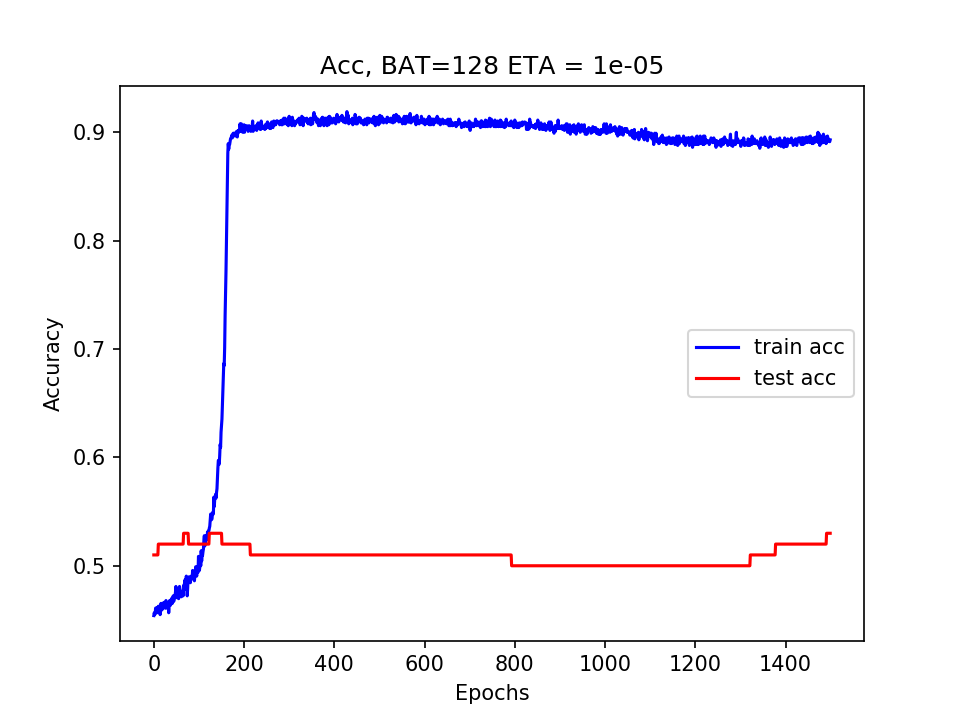 Acc, BAT=128 ETA = 1e-05
Accuracy
0.9
0.8
0.7
0.6
0.5
train acc
test acc
0 200 400 600 800 1000 1200 1400
Epochs